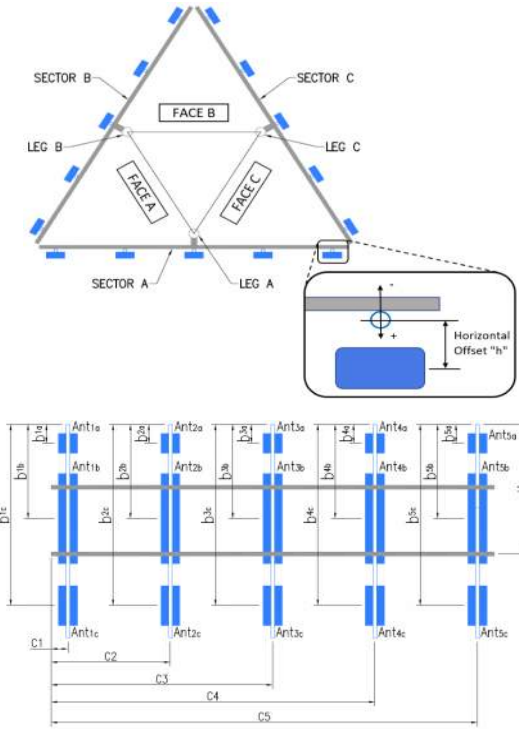 SECTOR B
SECTOR C
FACE B
LEG B
LEG C
FACE A
FACE C
SECTOR A
LEG A
-
+
Horizontal
Offset "h"
Ant1a
Ant2a
Ant3a
Ant4a
Ant5a
b1a
b2a
b3a
b4a
b5a
Ant1b
Ant2b
Ant3b
Ant4b
Ant5b
b1b
b2b
b3b
b4b
b5b
b1c
b2c
b3c
b4c
b5c
Ant1c
Ant2c
Ant3c
Ant4c
Ant5c
C1
C2
C3
C4
C5